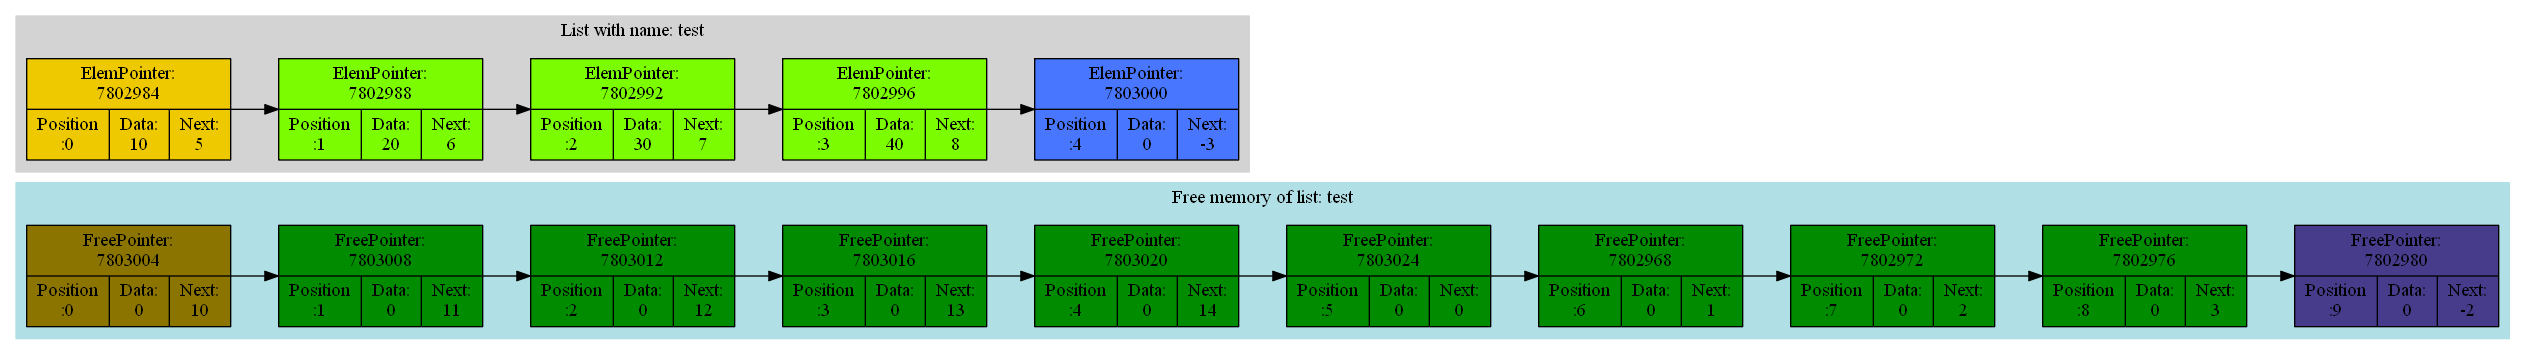 List with name: test
ElemPointer:
7802984
Position
:0
Data:
10
Next:
5
ElemPointer:
7802988
Position
:1
Data:
20
Next:
6
ElemPointer:
7802992
Position
:2
Data:
30
Next:
7
ElemPointer:
7802996
Position
:3
Data:
40
Next:
8
ElemPointer:
7803000
Position
:4
Data:
0
Next:
-3
Free memory of list: test
FreePointer:
7803004
Position
:0
Data:
0
Next:
10
FreePointer:
7803008
Position
:1
Data:
0
Next:
11
FreePointer:
7803012
Position
:2
Data:
0
Next:
12
FreePointer:
7803016
Position
:3
Data:
0
Next:
13
FreePointer:
7803020
Position
:4
Data:
0
Next:
14
FreePointer:
7803024
Position
:5
Data:
0
Next:
0
FreePointer:
7802968
Position
:6
Data:
0
Next:
1
FreePointer:
7802972
Position
:7
Data:
0
Next:
2
FreePointer:
7802976
Position
:8
Data:
0
Next:
3
FreePointer:
7802980
Position
:9
Data:
0
Next:
-2